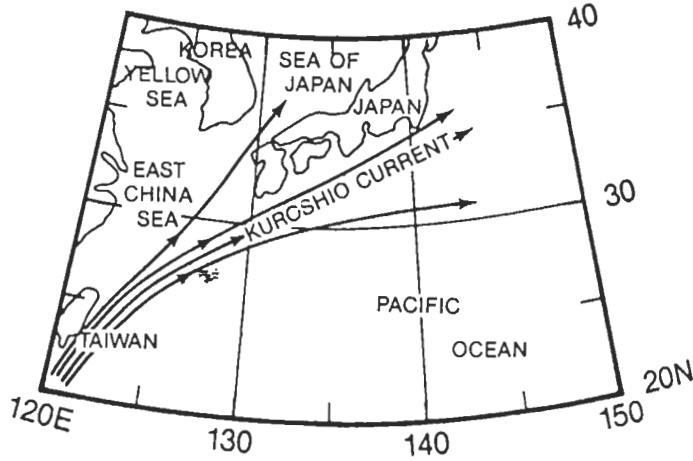 40
KOREA
SEA OF
JAPAN
YELLOW
SEA
JAPAN
EAST
CHINA
SEA
KUROSHIO CURRENT
30
PACIFIC
OCEAN
TAIWAN
20N
120E
130
140
150